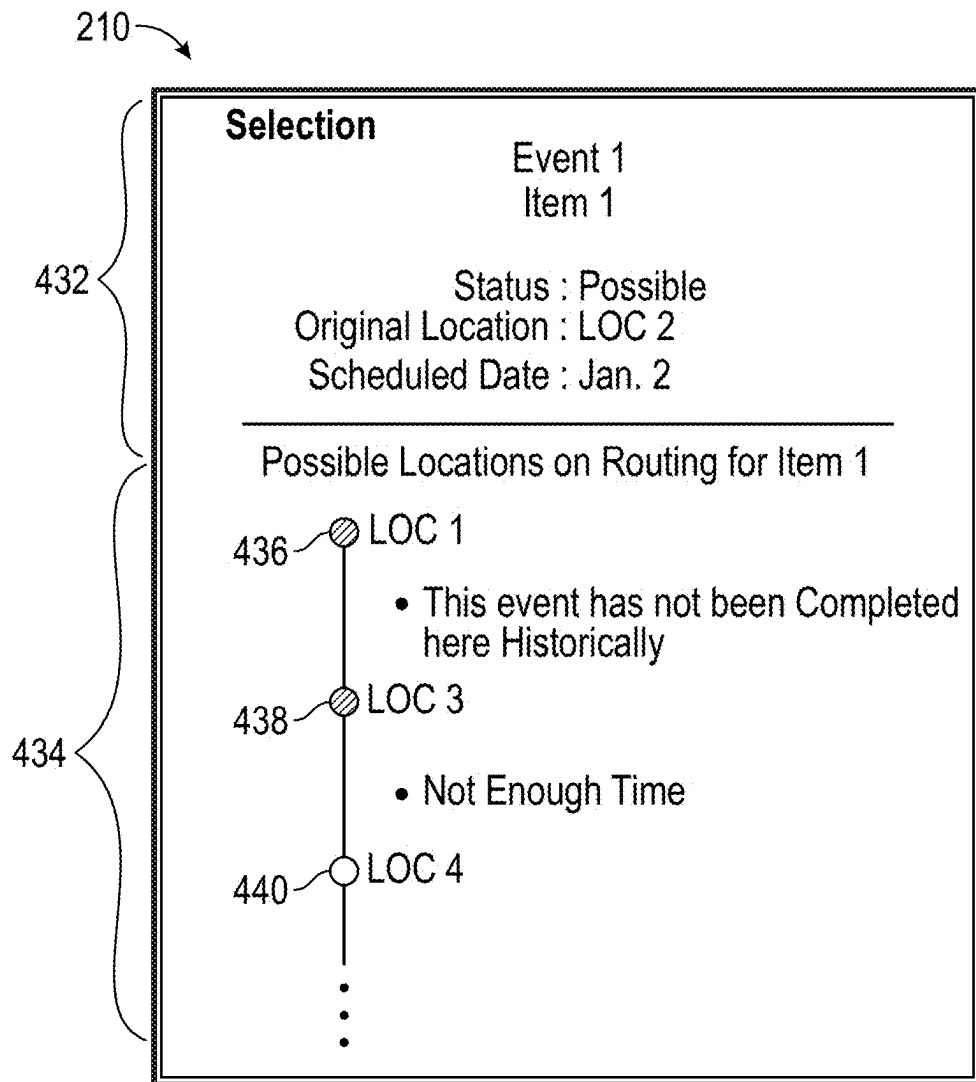 210
Selection
Event 1
Item 1
432
Status : Possible
Original Location : LOC 2
Scheduled Date : Jan. 2
Possible Locations on Routing for Item 1
436 LOC 1
• This event has not been Completed
here Historically
438 LOC 3
434
• Not Enough Time
440 LOC 4